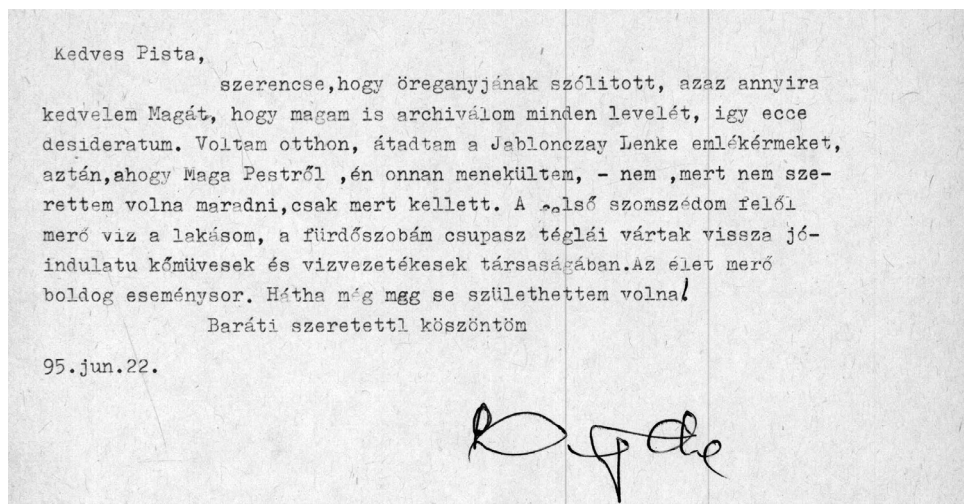 Kedves Pista,
szerencse,hogy öreganyjának szólitott, azaz annyira
kedvelem Magát, hogy magam is archiválom minden levelét, igy ecce
desideratum. Voltam otthon, átadtam a Jablonczay Lenke emlékérmeket,
aztán,ahogy Maga Pestről ,én onnan menekültem, - nem ,mert nem sze-
rettem volna maradni,csak mert kellett. A szomszédom felől
merő viz a lakásom, a fürdőszobám csupasz téglái vártak vissza jó-
indulatu kőmüvesek és vizvezetékesek társaságában.Az élet merő
boldog eseménysor. Hátha még mgg se születhettem volna!
Baráti szeretettl köszöntöm
95.jun.22.